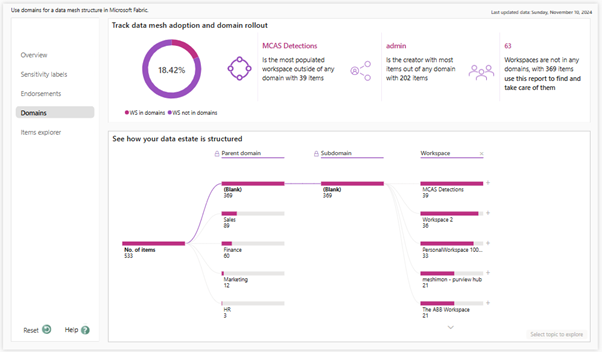 Use domains for a data mesh structure in Microsoft Fabric.
Last updated date: Sunday, November 10, 2024
Overview
Sensitivity labels
Endorsements
Domains
Items explorer
Reset
Help
Track data mesh adoption and domain rollout
18.42%
WS in domains WS not in domains
MCAS Detections
Is the most populated
workspace outside of any
domain with 39 items
admin
Is the creator with most
items out of any domain
with 202 items
63
Workspaces are not in any
domains, with 369 items
use this report to find and
take care of them
See how your data estate is structured
Parent domain
Subdomain
Workspace
No. of items
533
(Blank)
369
Sales
89
Finance
60
Marketing
12
HR
3
(Blank)
369
MCAS Detections
39
Workspace 2
36
PersonalWorkspace 100...
33
meshimon - purview hub
21
The ABB Workspace
21
Select topic to explore